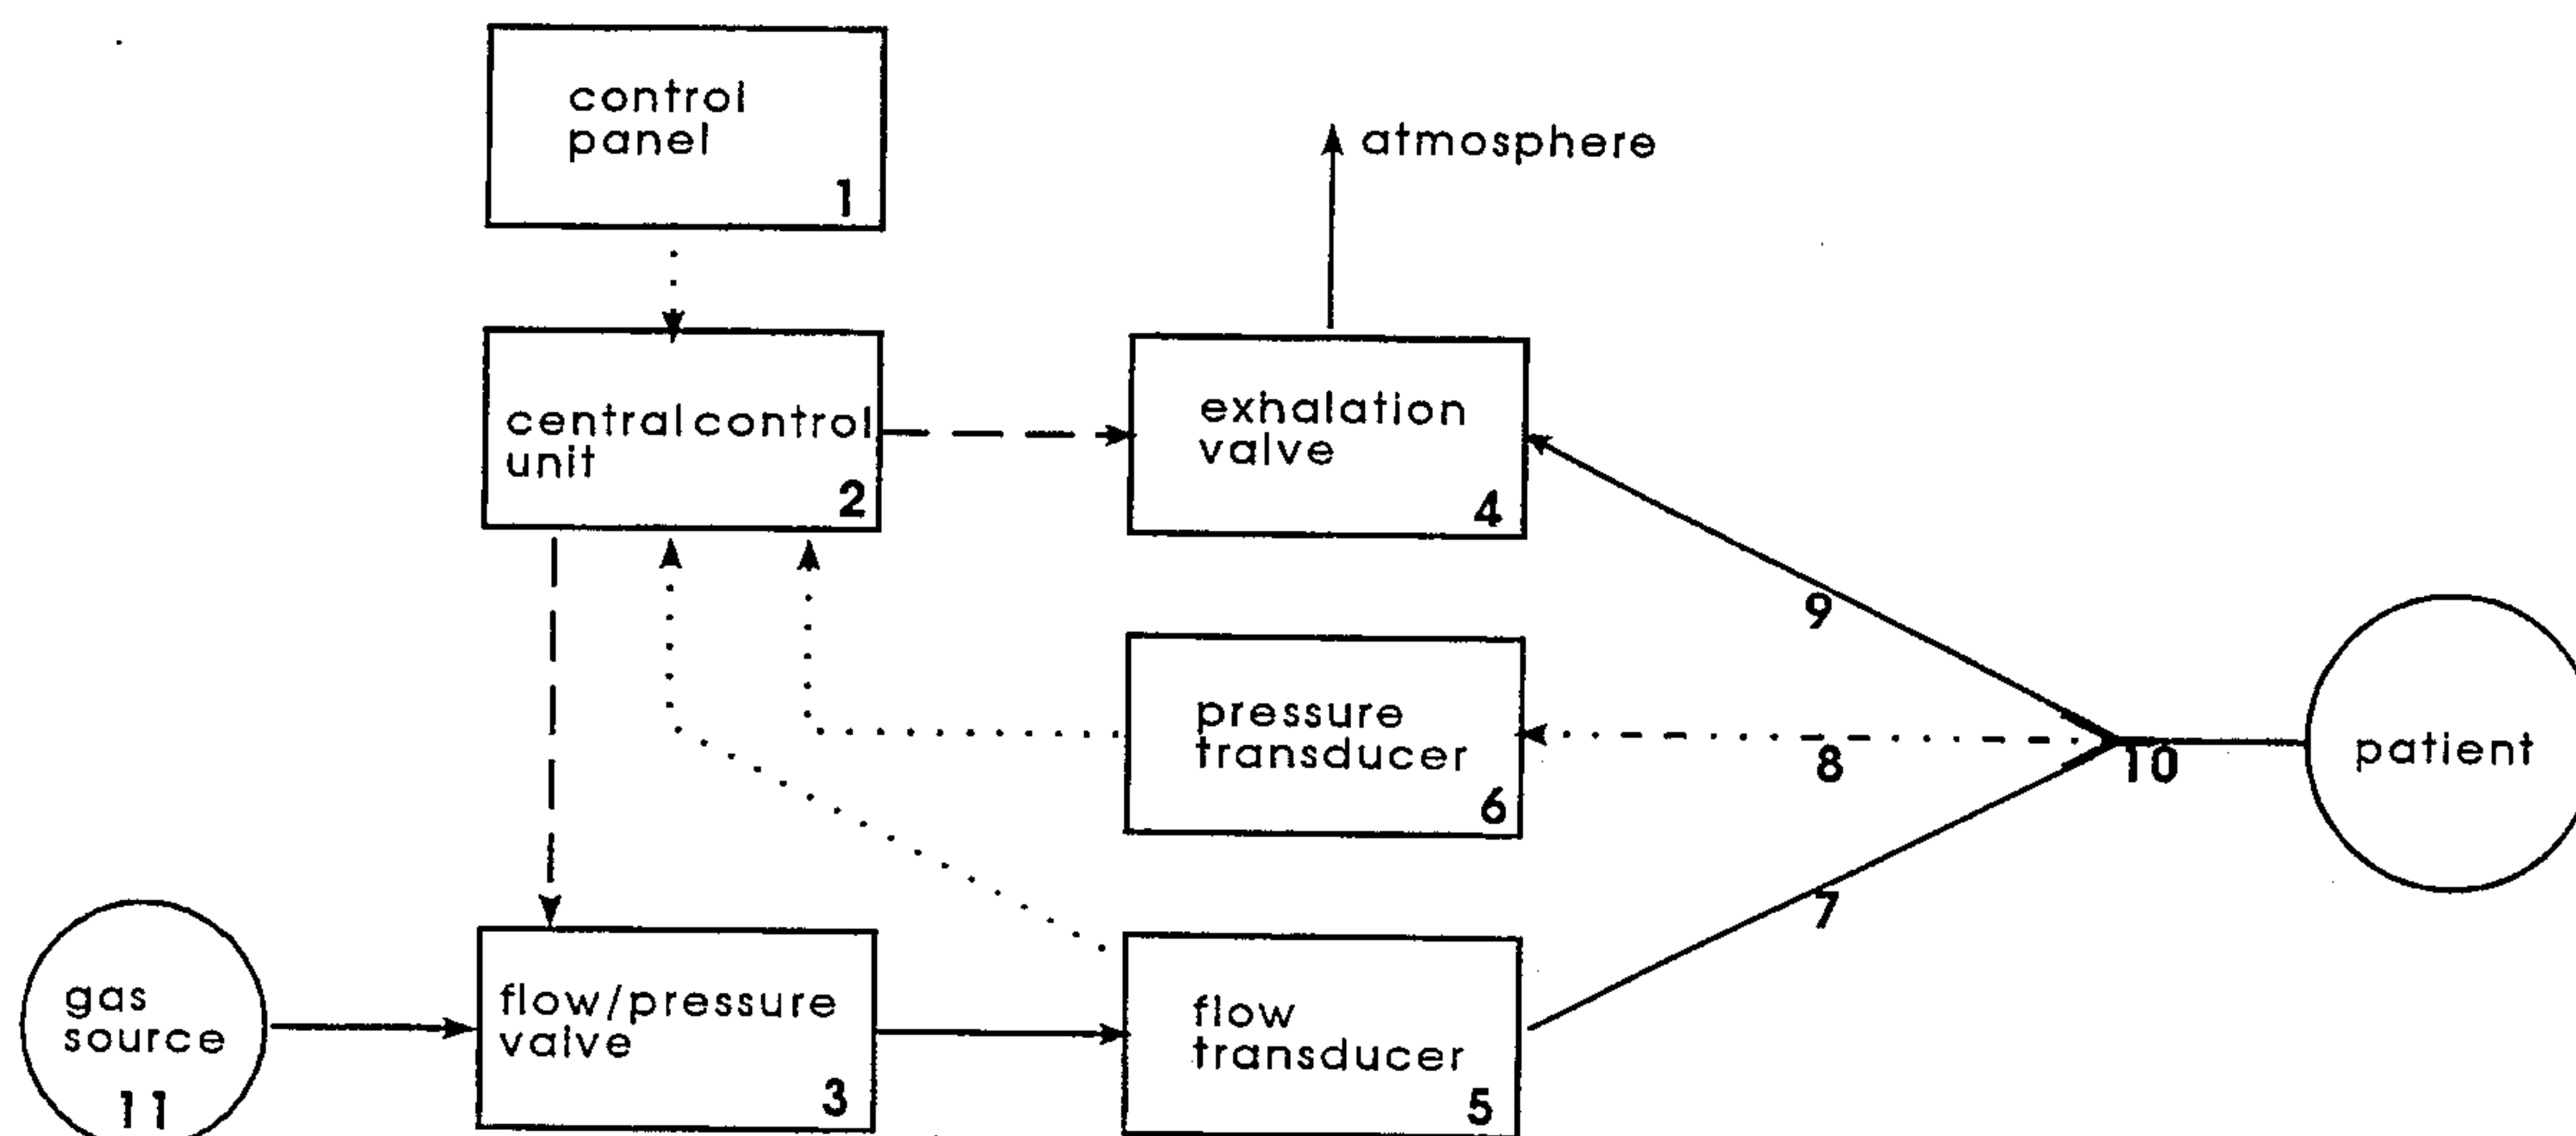 control
panel
1
atmosphere
central control
unit
2
exhalation
valve
4
9
pressure
transducer
6
8
10
patient
7
gas
source
11
flow/pressure
valve
3
flow
transducer
5